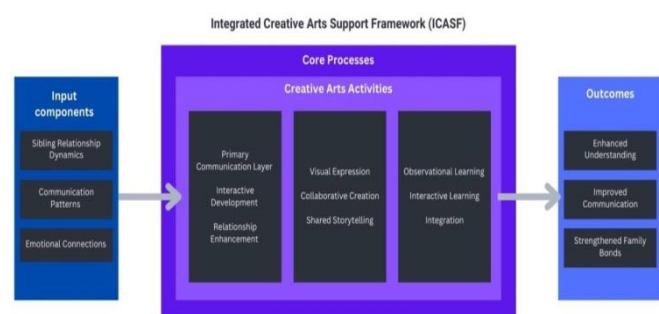 Integrated Creative Arts Support Framework (ICASF)
Input
components
Sibling Relationship
Dynamics
Communication
Patterns
Emotional Connections
Core Processes
Creative Arts Activities
Primary
Communication Layer
Interactive
Development
Relationship
Enhancement
Visual Expression
Collaborative Creation
Shared Storytelling
Observational Learning
Interactive Learning
Integration
Outcomes
Enhanced
Understanding
Improved
Communication
Strengthened Family
Bonds